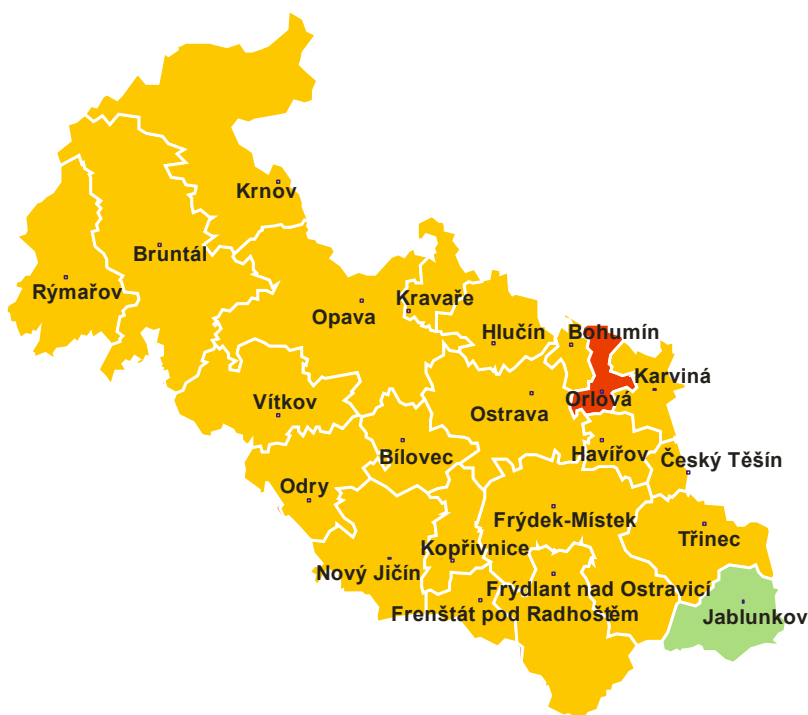 Krnov
Bruntál
Rýmařov
Kravaře
Opava
Hlučín
Bohumín
Karviná
Orlová
Vítkov
Ostrava
Havířov
Bílovec
Český Těšín
Odry
Frýdek-Místek
Třinec
Kopřivnice
Nový Jičín
Frýdlant nad Ostravicí
Frenštát pod Radhoštěm
Jablunkov